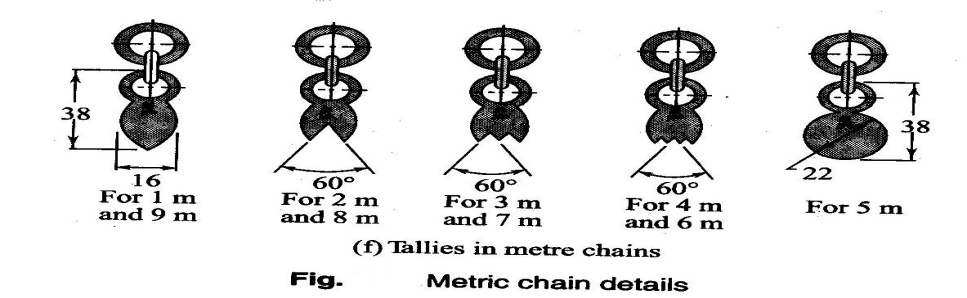 38
16
For 1 m
and 9 m
60°
For 2 m
and 8 m
60°
For 3 m
and 7 m
60°
For 4 m
and 6 m
38
22
For 5 m
(f) Tallies in metre chains
Fig. Metric chain details